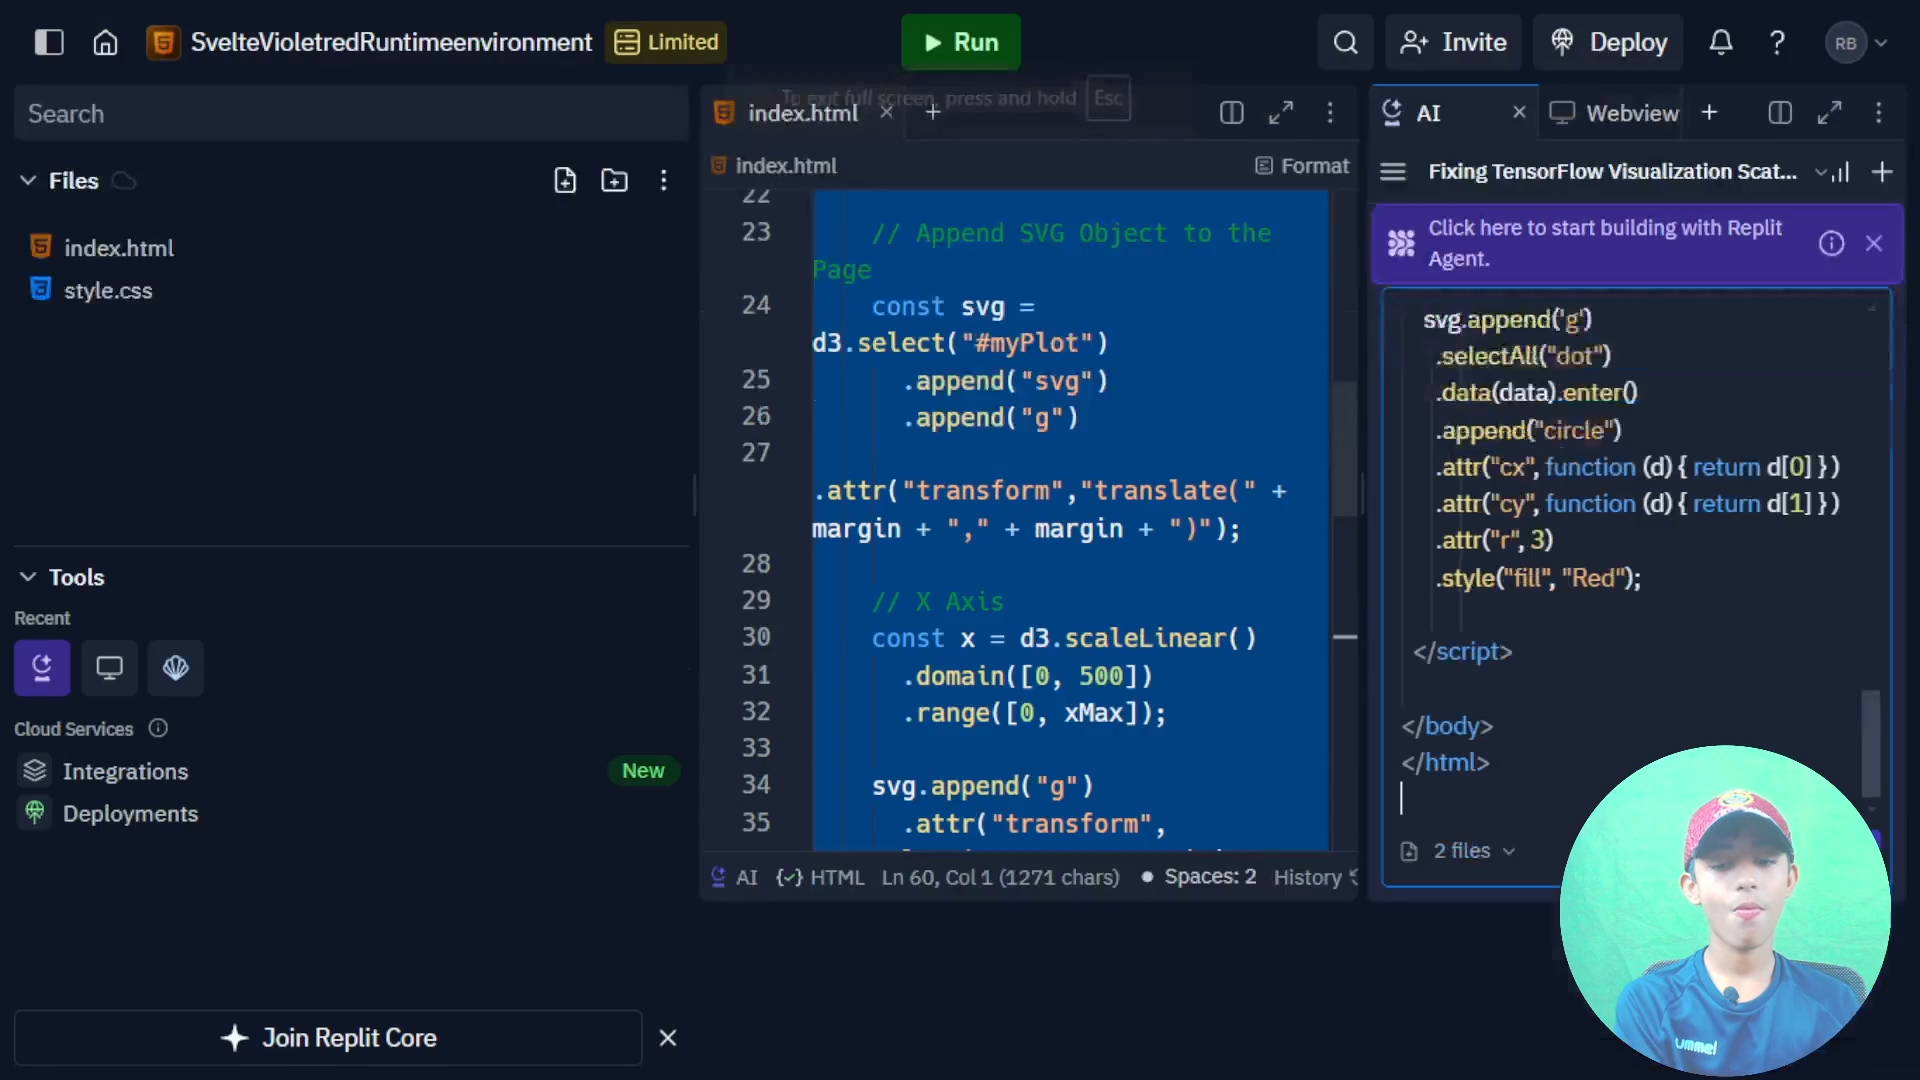 SvelteVioletredRuntimeenvironment
Limited
Run
Invite
Deploy
?
RB
Search
Files
index.html
style.css
Tools
Recent
Cloud Services
Integrations
New
Deployments
Join Replit Core
To exit full screen, press and hold Esc
index.html
index.html
Format
22
23 // Append SVG Object to the
Page
24 const svg =
d3.select("#myPlot")
25 .append("svg")
26 .append("g")
27
.attr("transform","translate(" +
margin + "," + margin + ")");
28
29 // X Axis
30 const x = d3.scaleLinear()
31 .domain([0, 500])
32 .range([0, xMax]);
33
34 svg.append("g")
35 .attr("transform",
AI {✓} HTML Ln 60, Col 1 (1271 chars) • Spaces: 2 History
AI
Webview
Fixing TensorFlow Visualization Scat...
Click here to start building with Replit
Agent.
svg.append('g')
.selectAll("dot")
.data(data).enter()
.append("circle")
.attr("cx", function (d) { return d[0] } )
.attr("cy", function (d) { return d[1] } )
.attr("r", 3)
.style("fill", "Red");
</script>
</body>
</html>
2 files
ummel